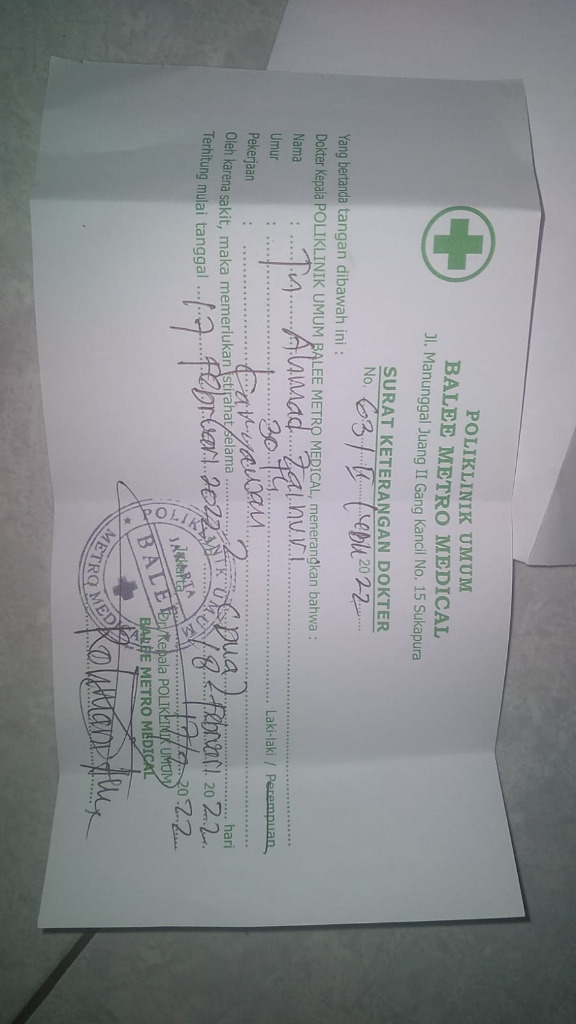 POLIKLINIK UMUM
BALEE METRO MEDICAL
Jl. Manunggal Juang II Gang Kancil No. 15 Sukapura
SURAT KETERANGAN DOKTER
No. 63/II/ 2022
Yang bertanda tangan dibawah ini :
Dokter Kepala POLIKLINIK UMUM BALEE METRO MEDICAL, menerangkan bahwa :
Nama : Tn Ahmad Zainuri
Umur : 30 Laki-laki / Perempuan
Pekerjaan : Karyawan
Oleh karena sakit, maka memerlukan istirahat selama 2 (Dua) hari
Terhitung mulai tanggal 17 Februari 2022 18 Februari 2022
Jakarta 17/2 2022
Dr. Kepala POLIKLINIK UMUM
BALEE METRO MEDICAL
POLIKLINIK UMUM
JAKARTA
BALEE
METRO MEDICAL